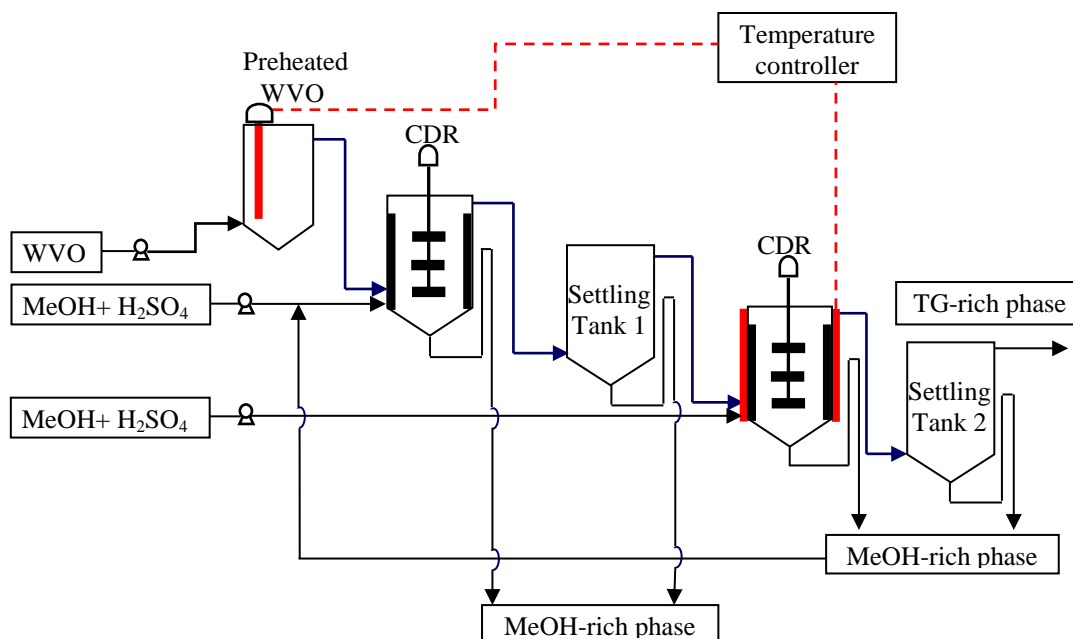 Temperature
controller
Preheated
WVO
CDR
WVO
MeOH+ H₂SO₄
Settling
Tank 1
CDR
TG-rich phase
MeOH+ H₂SO₄
Settling
Tank 2
MeOH-rich phase
MeOH-rich phase